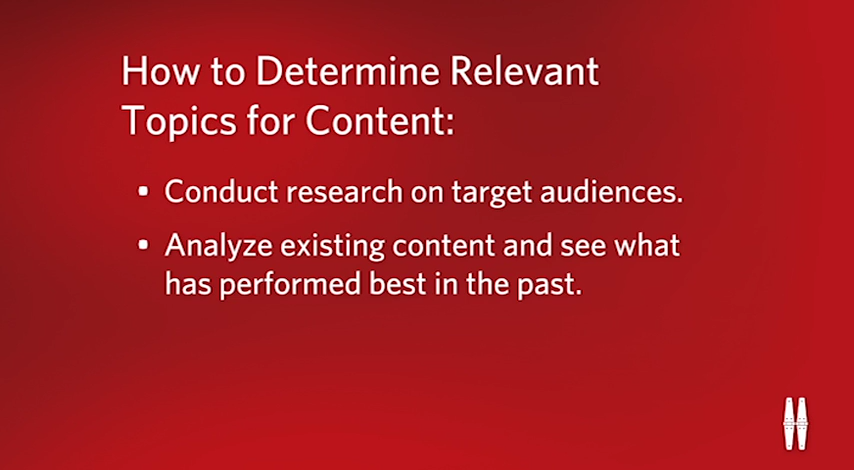 How to Determine Relevant
Topics for Content:
• Conduct research on target audiences.
• Analyze existing content and see what
has performed best in the past.